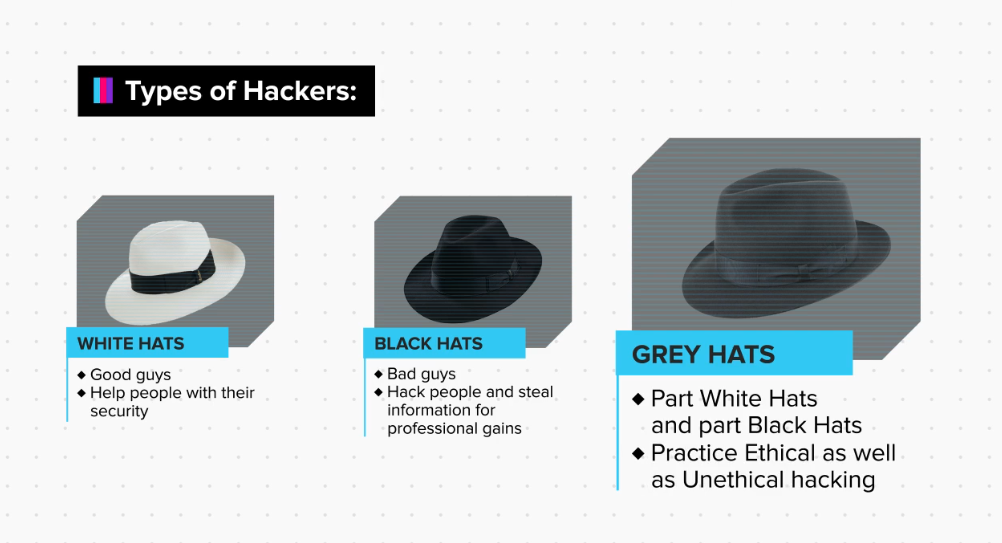 Types of Hackers:
WHITE HATS
◆ Good guys
◆ Help people with their
security
BLACK HATS
◆ Bad guys
◆ Hack people and steal
information for
professional gains
GREY HATS
◆ Part White Hats
and part Black Hats
◆ Practice Ethical as well
as Unethical hacking